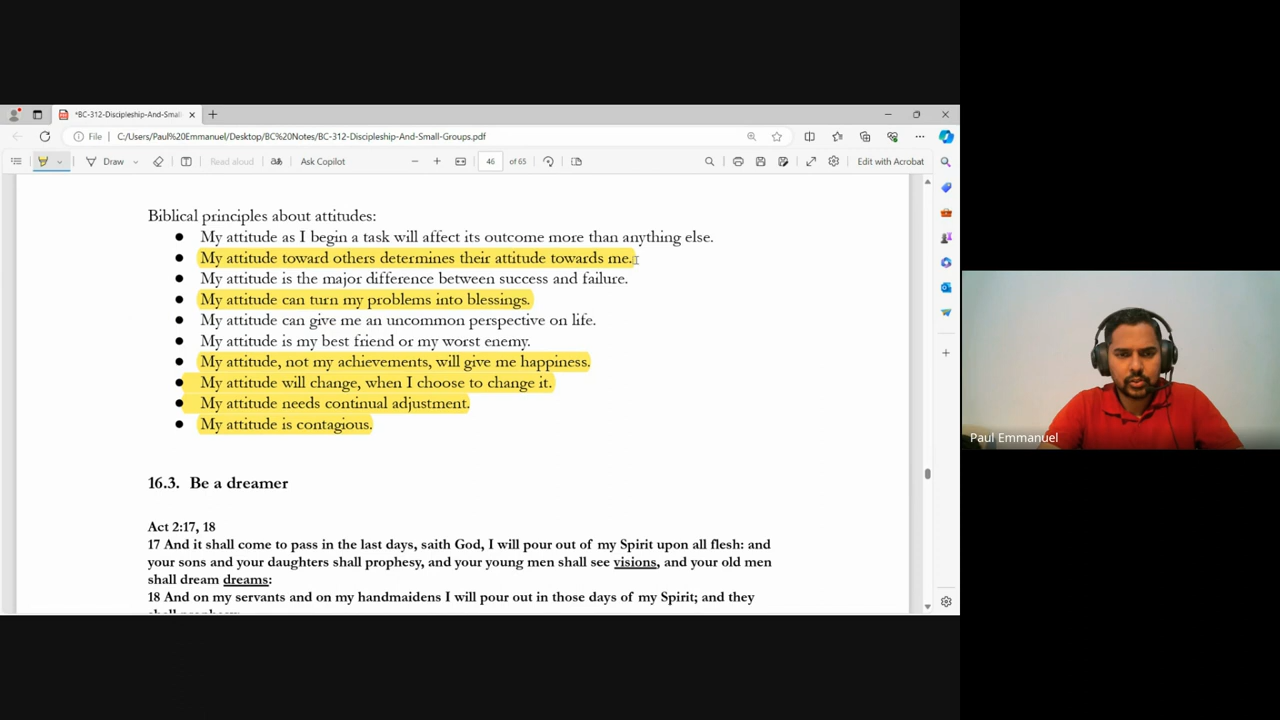 *BC-312-Discipleship-And-Smal
File
C:/Users/Paul%20Emmanuel/Desktop/BC%20Notes/BC-312-Discipleship-And-Small-Groups.pdf
Draw
Read aloud
Ask Copilot
46
of 65
Edit with Acrobat
Biblical principles about attitudes:
● My attitude as I begin a task will affect its outcome more than anything else.
● My attitude toward others determines their attitude towards me.
● My attitude is the major difference between success and failure.
● My attitude can turn my problems into blessings.
● My attitude can give me an uncommon perspective on life.
● My attitude is my best friend or my worst enemy.
● My attitude, not my achievements, will give me happiness.
● My attitude will change, when I choose to change it.
● My attitude needs continual adjustment.
● My attitude is contagious.
16.3. Be a dreamer
Act 2:17, 18
17 And it shall come to pass in the last days, saith God, I will pour out of my Spirit upon all flesh: and
your sons and your daughters shall prophesy, and your young men shall see visions, and your old men
shall dream dreams:
18 And on my servants and on my handmaidens I will pour out in those days of my Spirit; and they
Paul Emmanuel